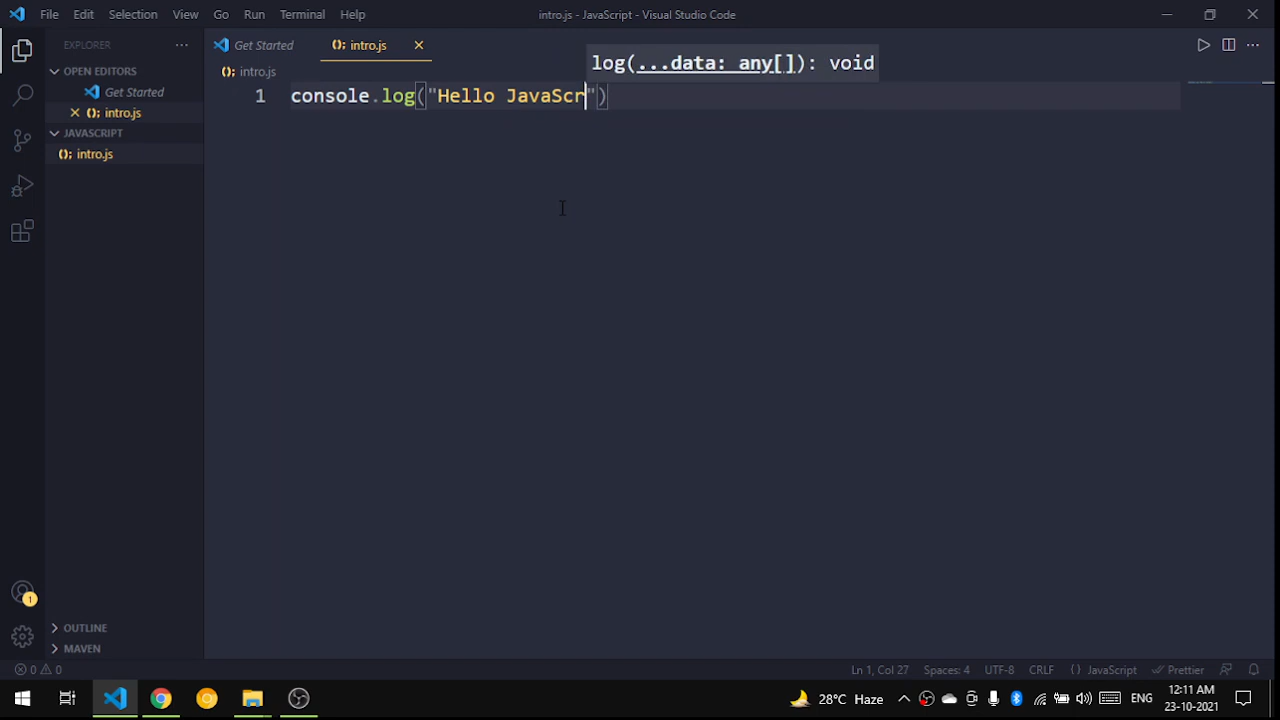 File Edit Selection View Go Run Terminal Help
intro.js - JavaScript - Visual Studio Code
EXPLORER
OPEN EDITORS
Get Started
intro.js
JAVASCRIPT
intro.js
OUTLINE
MAVEN
Get Started
intro.js
intro.js
log(...data: any[]): void
1 console.log("Hello JavaScr")
1
0 0
Ln 1, Col 27 Spaces: 4 UTF-8 CRLF JavaScript Prettier
28°C Haze ENG 12:11 AM
23-10-2021